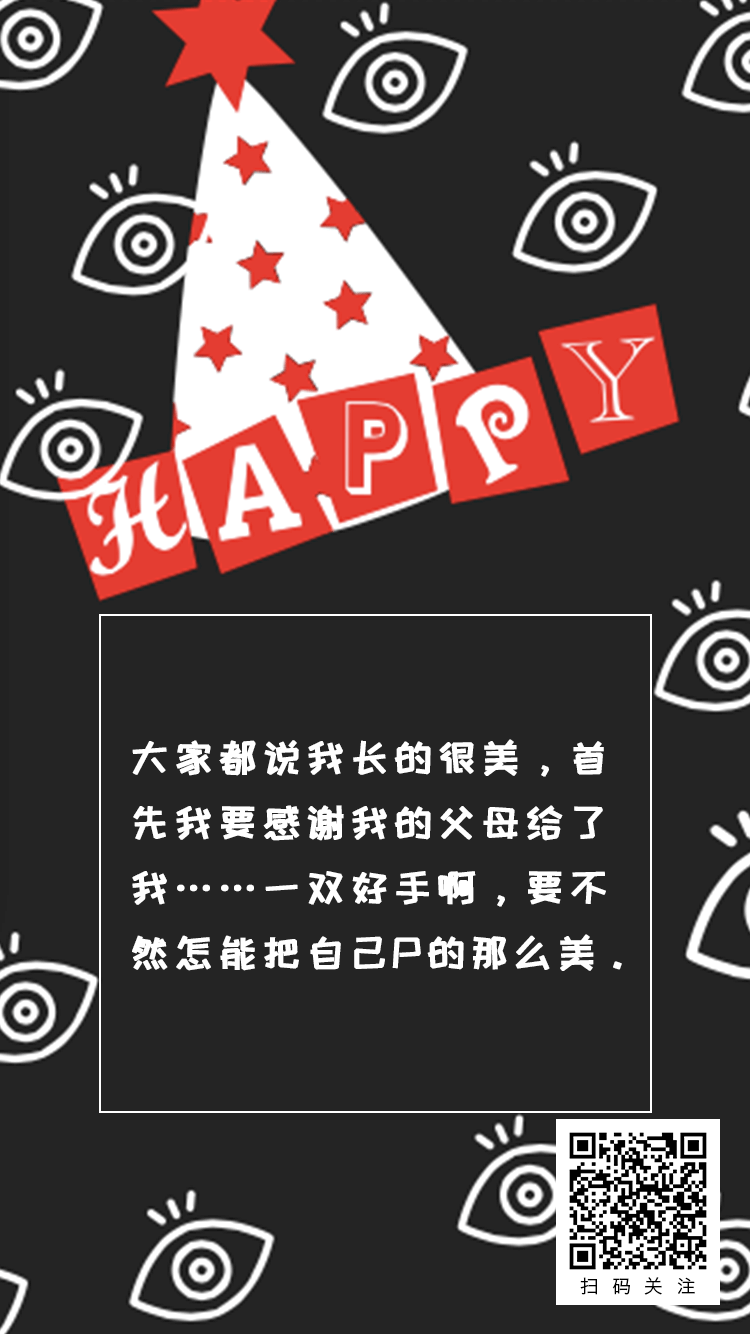 HAPPY
大家都说我长的很美，首
先我要感谢我的父母给了
我……一双好手啊，要不
然怎能把自己P的那么美.
扫码关注